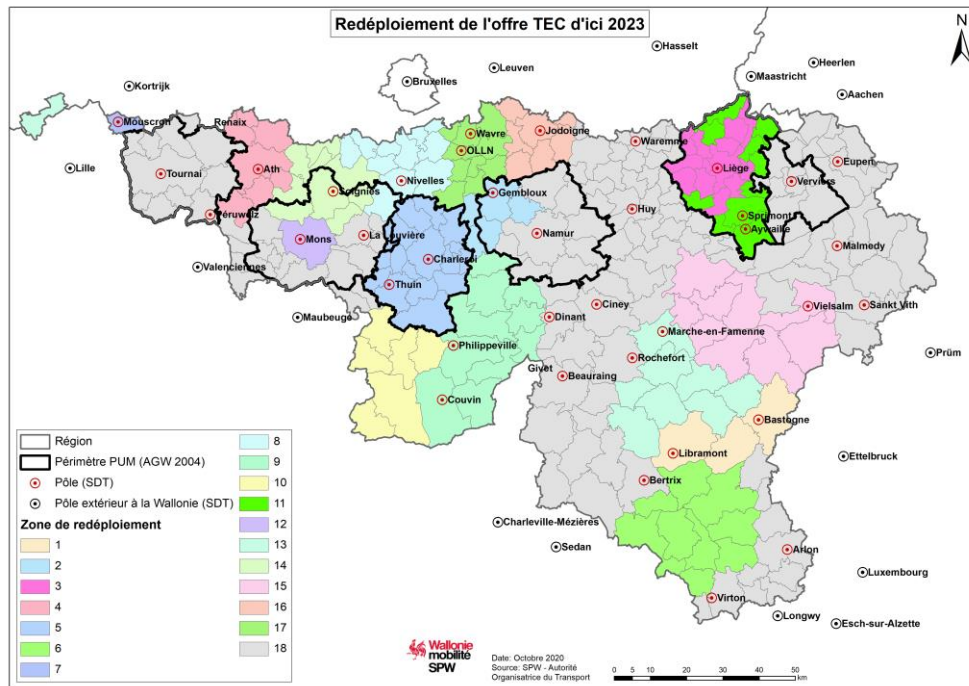 Redéploiement de l'offre TEC d'ici 2023
N
Hasselt
Leuven
Heerlen
Maastricht
Kortrijk
Bruxelles
Aachen
Mouscron
Renaix
Wavre
Jodoigne
OLLN
Waremme
Lille
Tournai
Ath
Liège
Eupen
Verviers
Nivelles
Soignies
Gembloux
Péruwelz
Huy
Sprimont
Aywaille
Mons
La Louvière
Namur
Malmedy
Charleroi
Valenciennes
Thuin
Ciney
Vielsalm
Sankt Vith
Maubeuge
Dinant
Marche-en-Famenne
Philippeville
Rochefort
Prüm
Givet
Beauraing
Couvin
Bastogne
Libramont
Ettelbruck
Bertrix
Charleville-Mézières
Sedan
Arlon
Luxembourg
Virton
Longwy
Esch-sur-Alzette
Région
Périmètre PUM (AGW 2004)
Pôle (SDT)
Pôle extérieur à la Wallonie (SDT)
Zone de redéploiement
1
2
3
4
5
6
7
8
9
10
11
12
13
14
15
16
17
18
Wallonie
mobilité
SPW
Date: Octobre 2020
Source: SPW - Autorité
Organisatrice du Transport
0 5 10 20 30 40 50
km